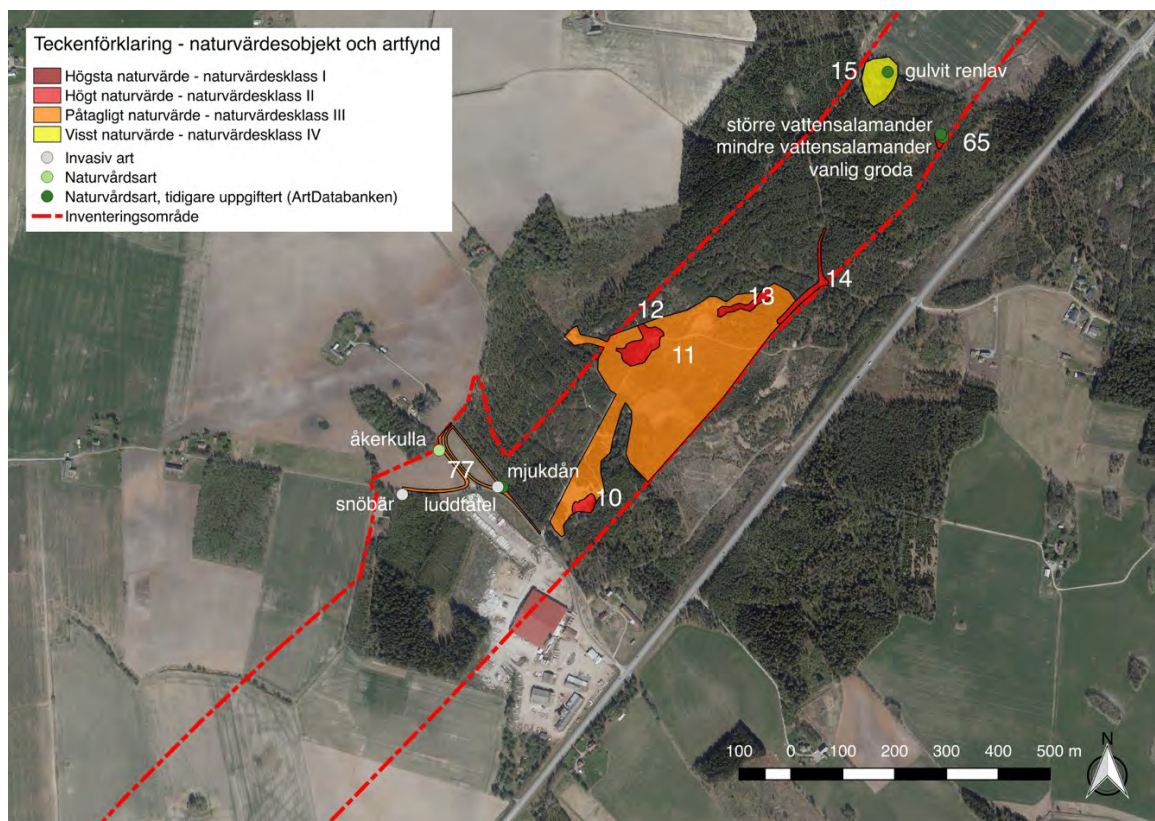 Teckenförklaring - naturvärdesobjekt och artfynd
Högsta naturvärde - naturvärdesklass I
Högt naturvärde - naturvärdesklass II
Påtagligt naturvärde - naturvärdesklass III
Visst naturvärde - naturvärdesklass IV
Invasiv art
Naturvårdsart
Naturvårdsart, tidigare uppgiftert (ArtDatabanken)
Inventeringsområde
15
gulvit renlav
större vattensalamander
mindre vattensalamander
vanlig groda
65
14
13
12
11
åkerkulla
77
mjukdån
snöbär
luddtåtel
10
100 0 100 200 300 400 500 m
N